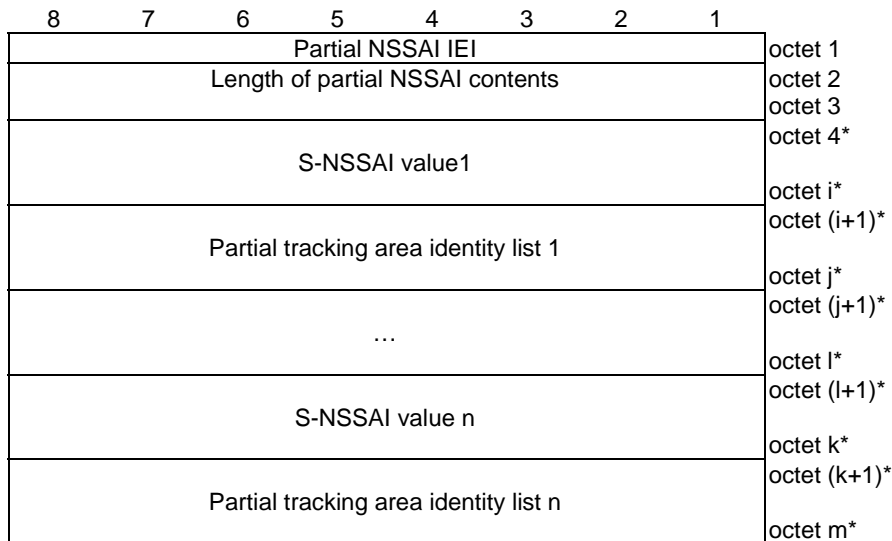 8 7 6 5 4 3 2 1
Partial NSSAI IEI octet 1
Length of partial NSSAI contents octet 2
octet 3
octet 4*
S-NSSAI value1
octet i*
octet (i+1)*
Partial tracking area identity list 1
octet j*
octet (j+1)*
…
octet l*
octet (l+1)*
S-NSSAI value n
octet k*
octet (k+1)*
Partial tracking area identity list n
octet m*